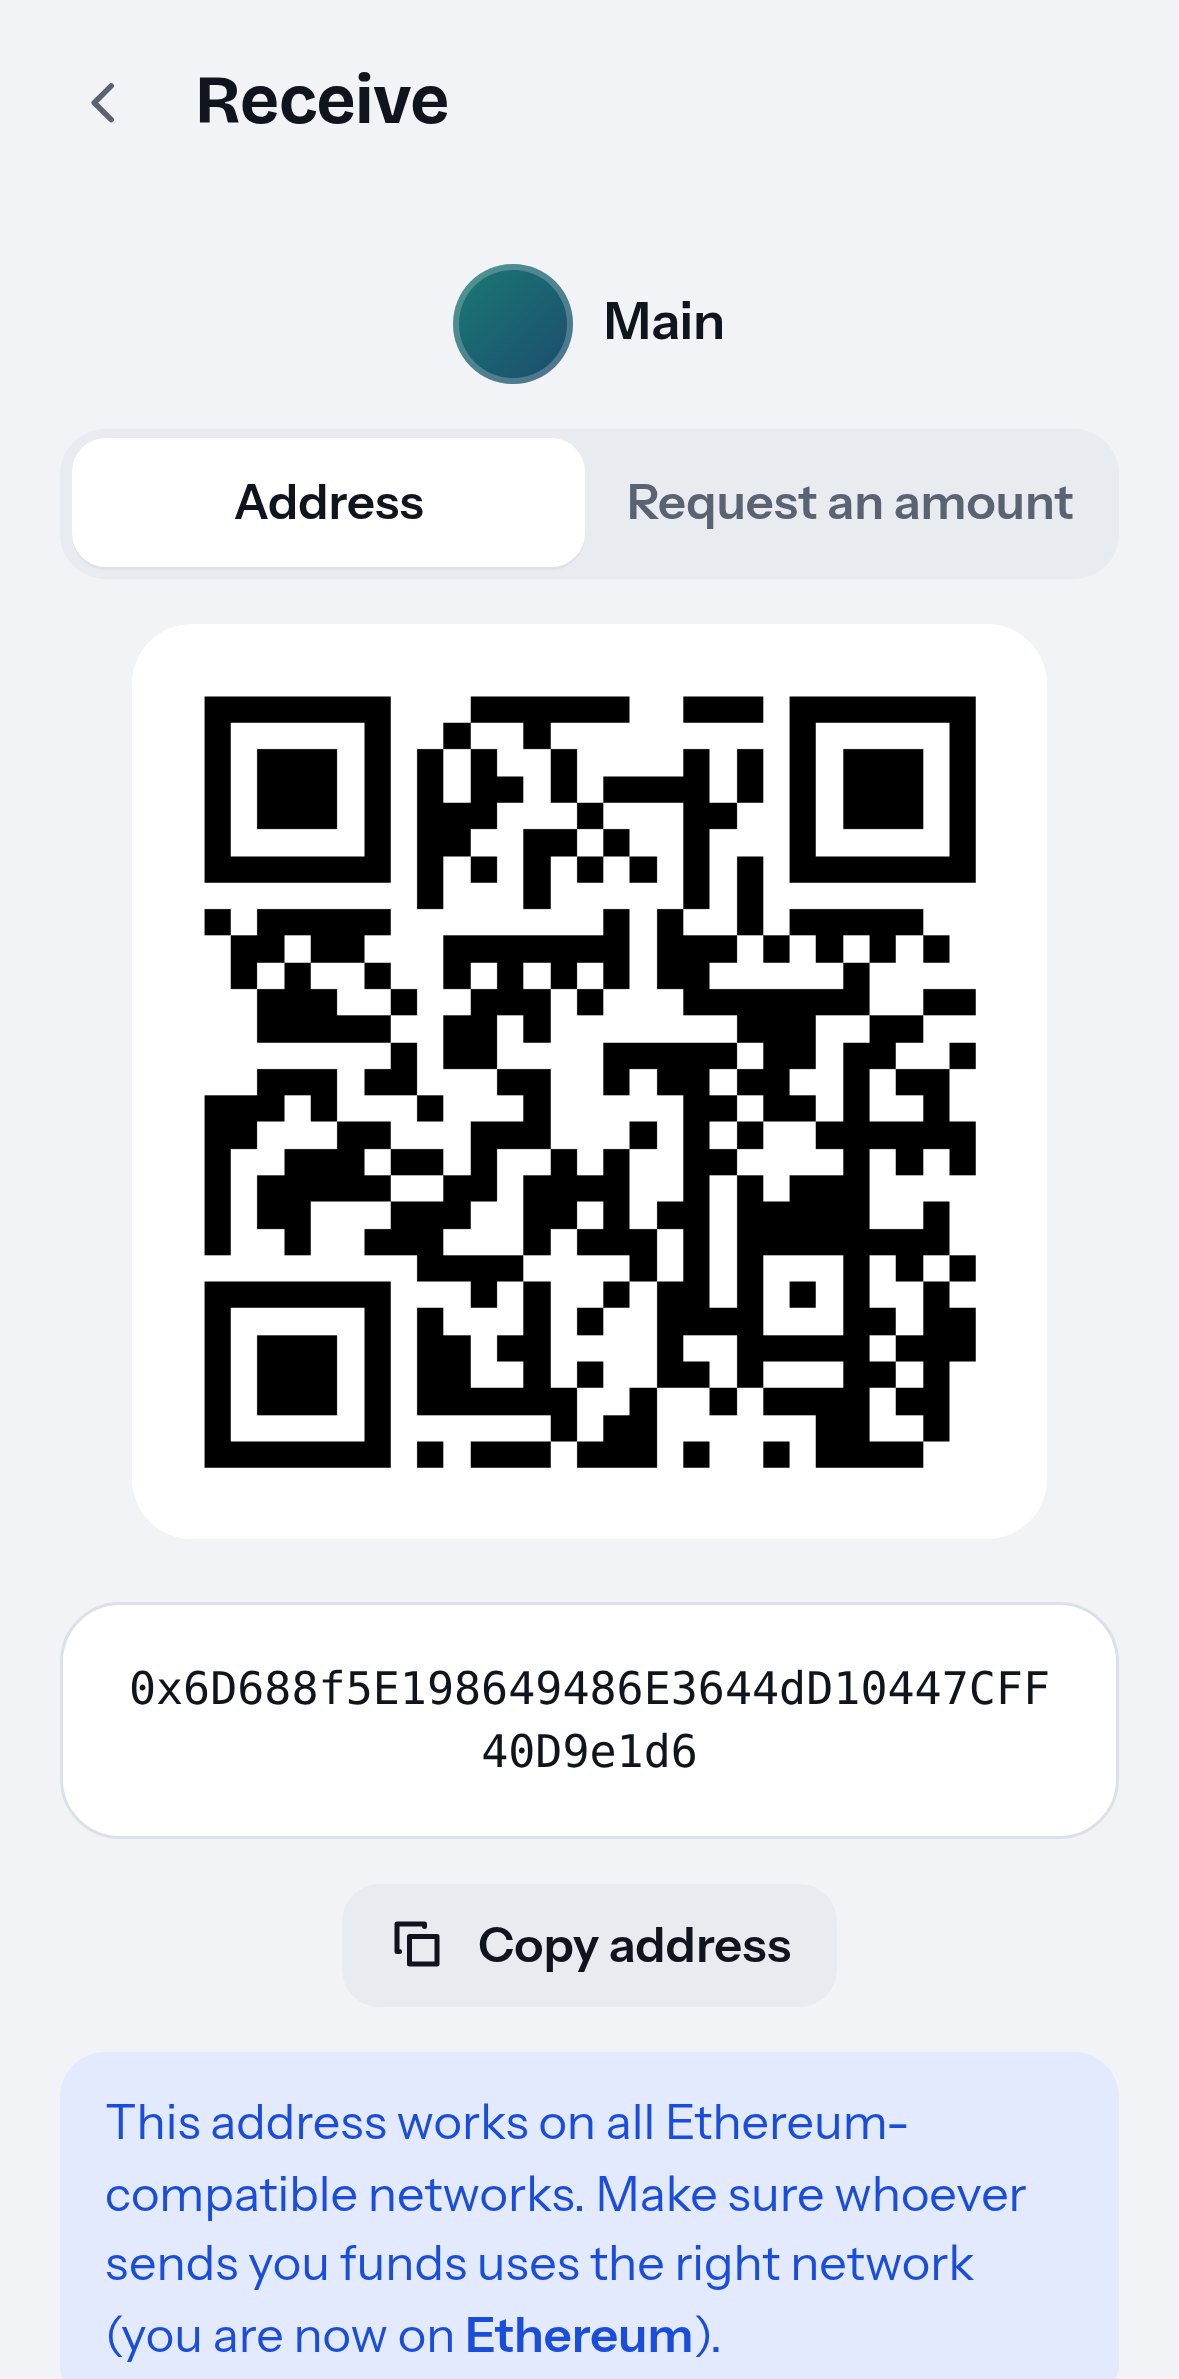 Receive
Main
Address
Request an amount
0x6D688f5E198649486E3644dD10447CFF
40D9e1d6
Copy address
This address works on all Ethereum-
compatible networks. Make sure whoever
sends you funds uses the right network
(you are now on Ethereum).